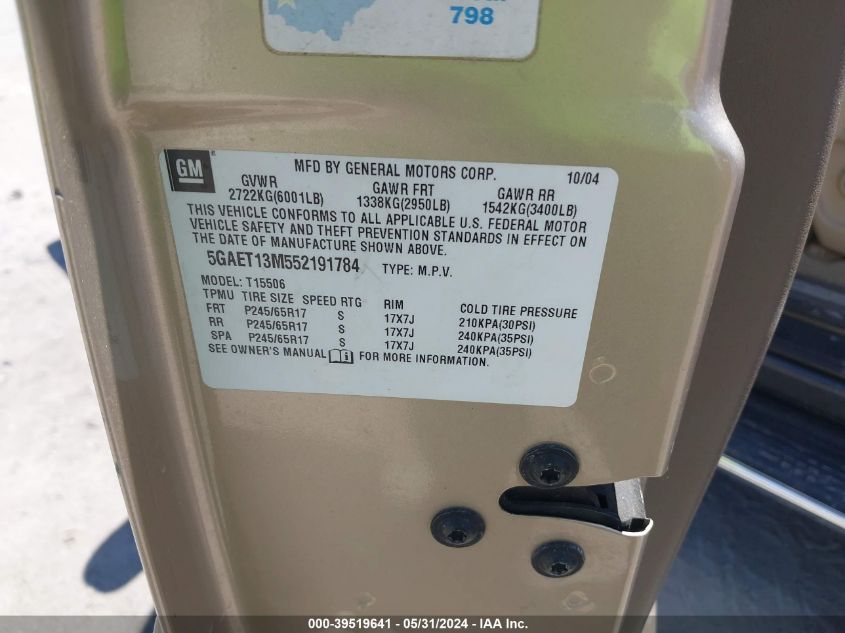 798
GM
MFD BY GENERAL MOTORS CORP. 10/04
GVWR GAWR FRT GAWR RR
2722KG(6001LB) 1338KG(2950LB) 1542KG(3400LB)
THIS VEHICLE CONFORMS TO ALL APPLICABLE U.S. FEDERAL MOTOR
VEHICLE SAFETY AND THEFT PREVENTION STANDARDS IN EFFECT ON
THE DATE OF MANUFACTURE SHOWN ABOVE.
5GAET13M552191784 TYPE: M.P.V.
MODEL: T15506
TPMU TIRE SIZE SPEED RTG RIM COLD TIRE PRESSURE
FRT P245/65R17 S 17X7J 210KPA(30PSI)
RR P245/65R17 S 17X7J 240KPA(35PSI)
SPA P245/65R17 S 17X7J 240KPA(35PSI)
SEE OWNER'S MANUAL FOR MORE INFORMATION.
000-39519641 - 05/31/2024 - IAA Inc.